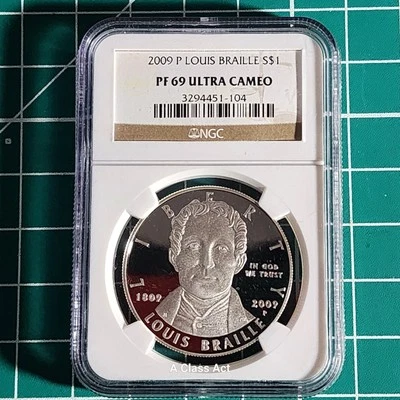 2009 P LOUIS BRAILLE S$1
PF 69 ULTRA CAMEO
3294451-104
NGC
LIBERTY
IN GOD
WE TRUST
1809
2009
P
LOUIS BRAILLE
A Class Act